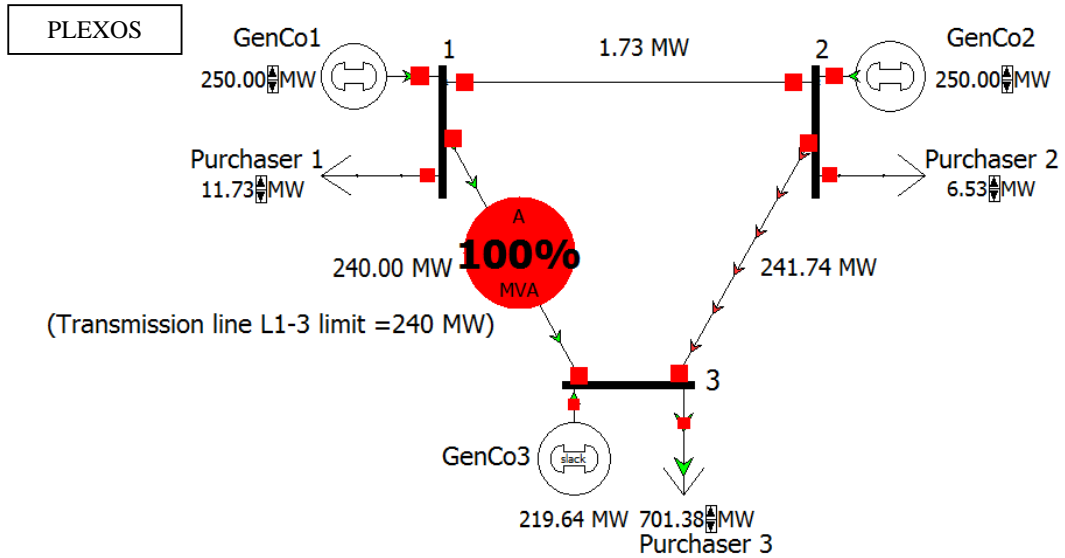 PLEXOS
GenCo1
1
1.73 MW
2
GenCo2
250.00 MW
250.00 MW
Purchaser 1
11.73 MW
Purchaser 2
6.53 MW
A
100%
MVA
240.00 MW
241.74 MW
(Transmission line L1-3 limit =240 MW)
3
GenCo3
slack
219.64 MW
701.38 MW
Purchaser 3